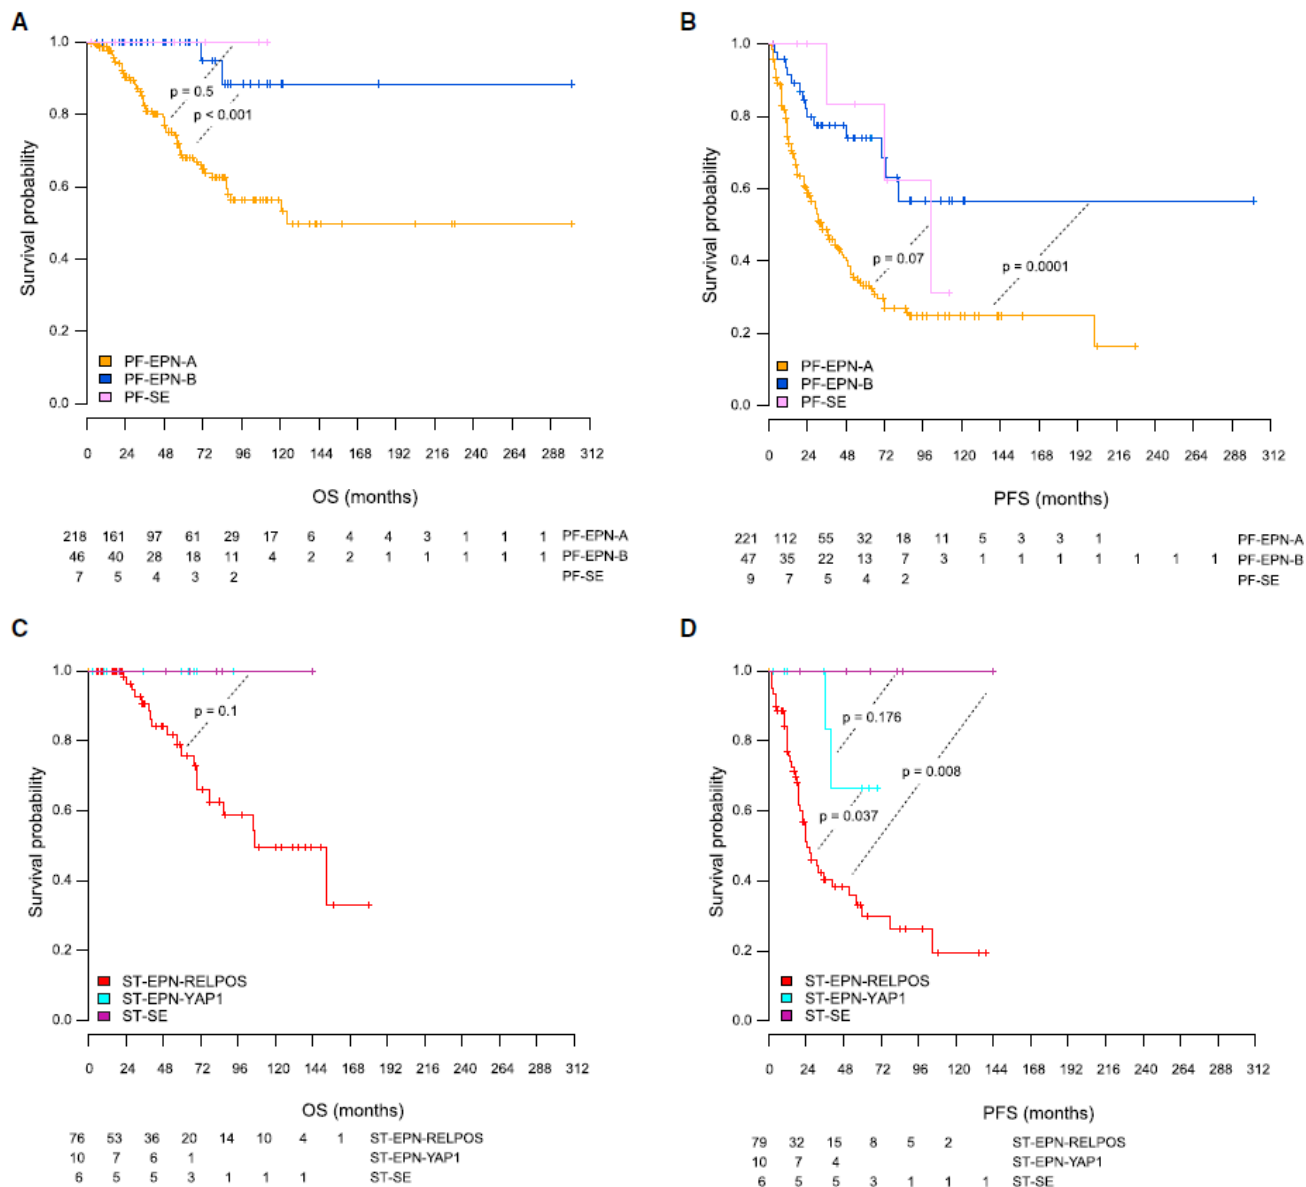 A
1.0
0.8
0.6
0.4
0.2
0.0
Survival probability
p = 0.5
p < 0.001
PF-EPN-A
PF-EPN-B
PF-SE
0 24 48 72 96 120 144 168 192 216 240 264 288 312
OS (months)
218 161 97 61 29 17 6 4 4 3 1 1 1 PF-EPN-A
46 40 28 18 11 4 2 2 1 1 1 1 1 PF-EPN-B
7 5 4 3 2 PF-SE
B
1.0
0.8
0.6
0.4
0.2
0.0
Survival probability
p = 0.07
p = 0.0001
PF-EPN-A
PF-EPN-B
PF-SE
0 24 48 72 96 120 144 168 192 216 240 264 288 312
PFS (months)
221 112 55 32 18 11 5 3 3 1 PF-EPN-A
47 35 22 13 7 3 1 1 1 1 1 1 1 PF-EPN-B
9 7 5 4 2 PF-SE
C
1.0
0.8
0.6
0.4
0.2
0.0
Survival probability
p = 0.1
ST-EPN-RELPOS
ST-EPN-YAP1
ST-SE
0 24 48 72 96 120 144 168 192 216 240 264 288 312
OS (months)
76 53 36 20 14 10 4 1 ST-EPN-RELPOS
10 7 6 1 ST-EPN-YAP1
6 5 5 3 1 1 1 ST-SE
D
1.0
0.8
0.6
0.4
0.2
0.0
Survival probability
p = 0.176
p = 0.008
p = 0.037
ST-EPN-RELPOS
ST-EPN-YAP1
ST-SE
0 24 48 72 96 120 144 168 192 216 240 264 288 312
PFS (months)
79 32 15 8 5 2 ST-EPN-RELPOS
10 7 4 ST-EPN-YAP1
6 5 5 3 1 1 1 ST-SE